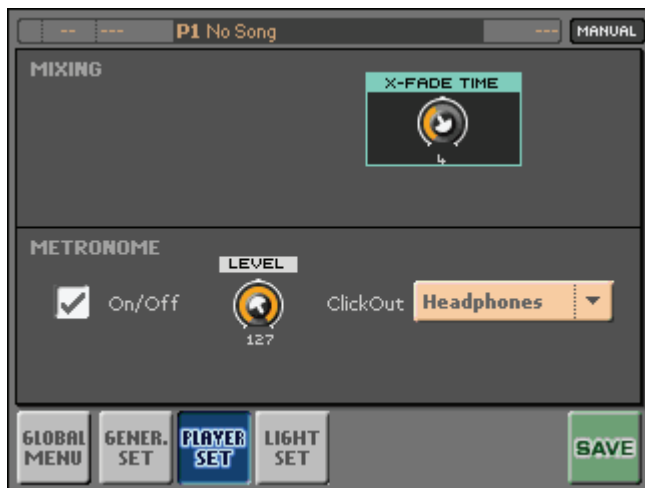 -- --- P1 No Song --- MANUAL
MIXING
X-FADE TIME
4
METRONOME
LEVEL
On/Off
127
ClickOut Headphones
GLOBAL MENU
GENER. SET
PLAYER SET
LIGHT SET
SAVE